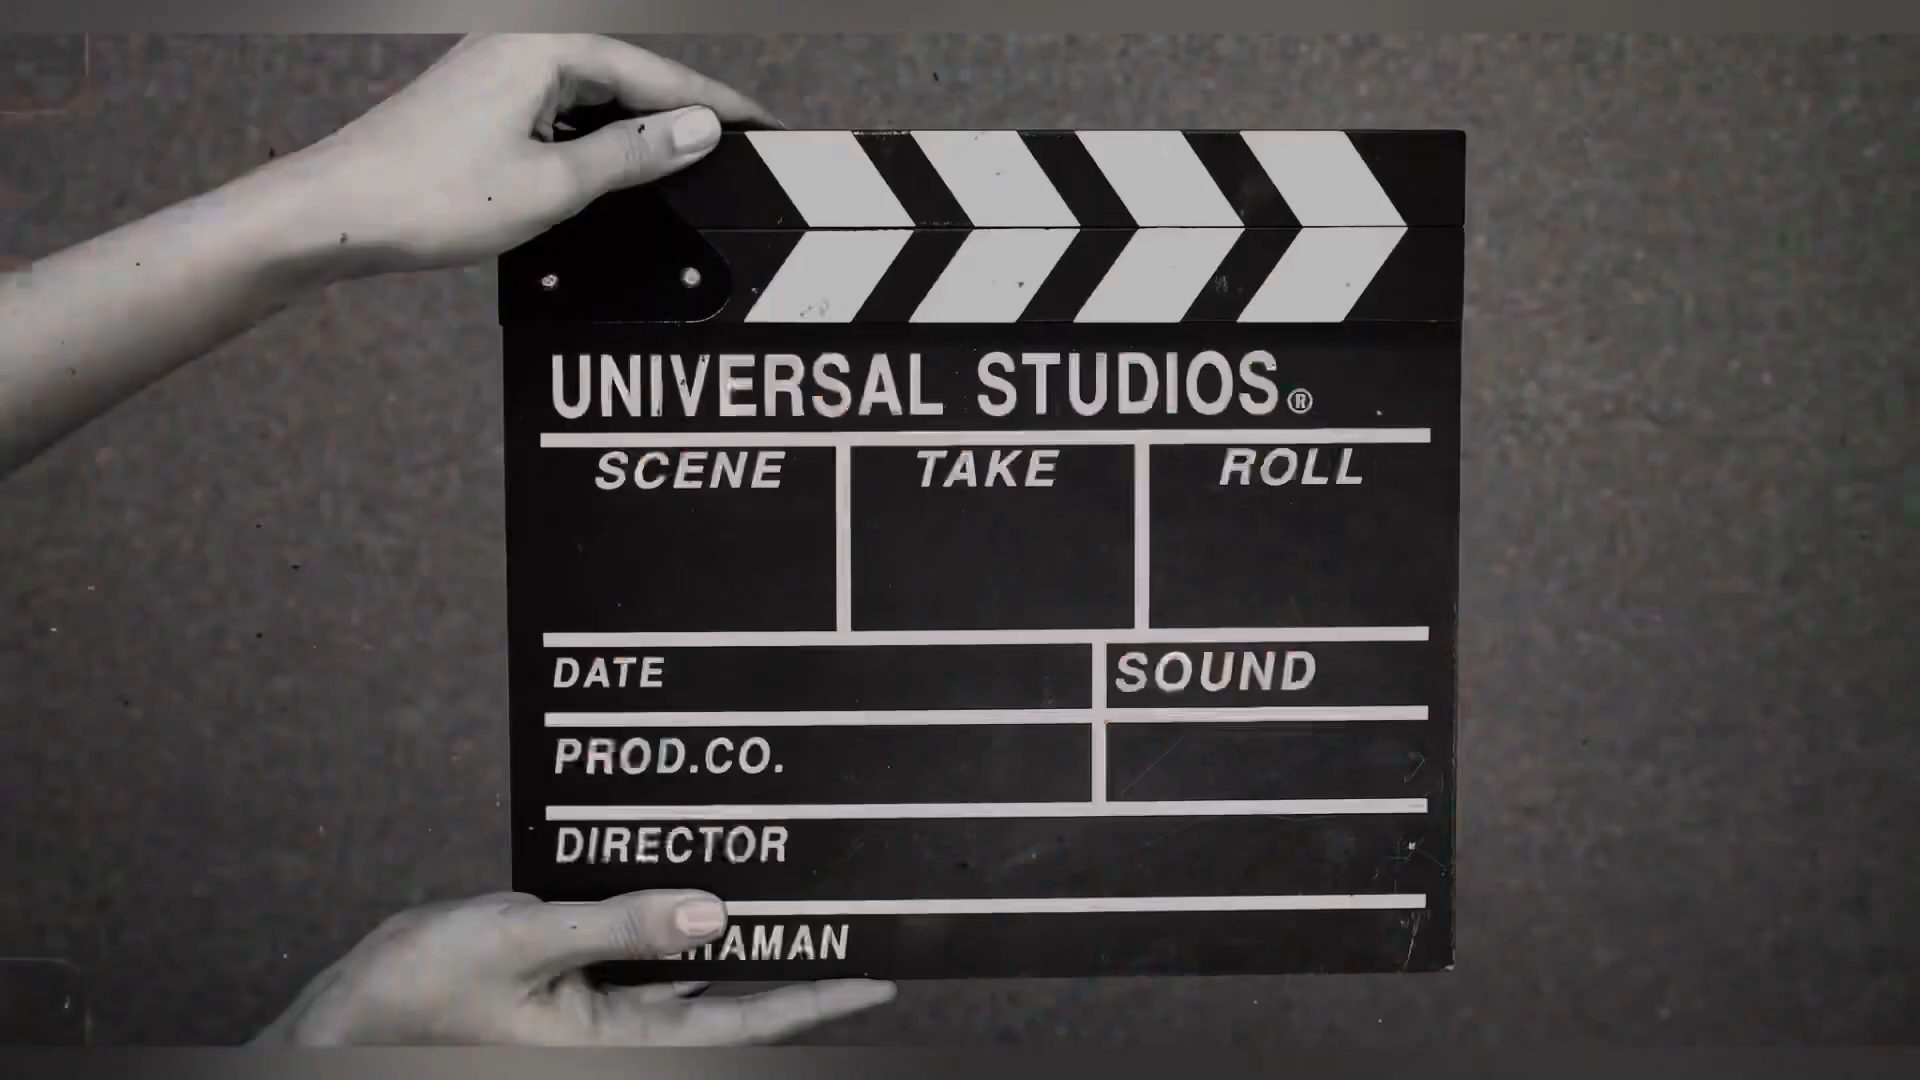 UNIVERSAL STUDIOS®
SCENE TAKE ROLL
DATE SOUND
PROD.CO.
DIRECTOR